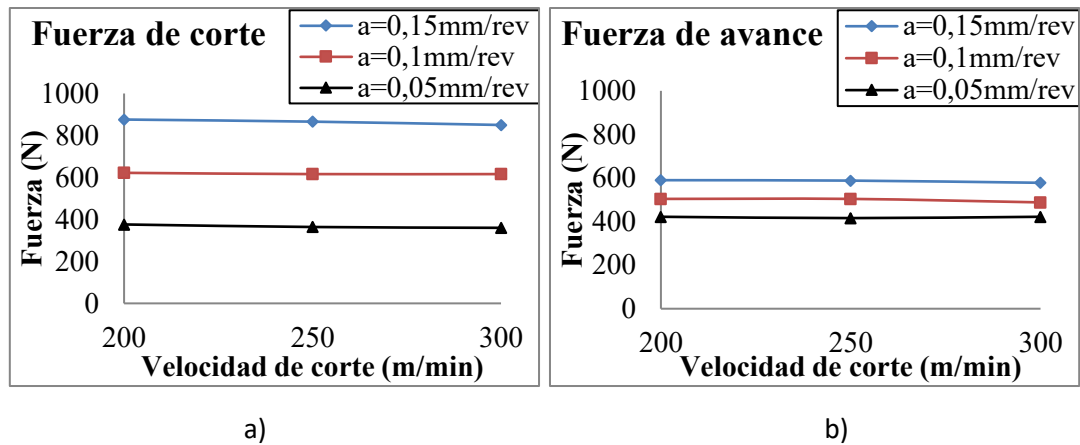 Fuerza de corte
a=0,15mm/rev
a=0,1mm/rev
a=0,05mm/rev
Fuerza (N)
1000
800
600
400
200
0
200 250 300
Velocidad de corte (m/min)
a)
Fuerza de avance
a=0,15mm/rev
a=0,1mm/rev
a=0,05mm/rev
Fuerza (N)
1000
800
600
400
200
0
200 250 300
Velocidad de corte (m/min)
b)